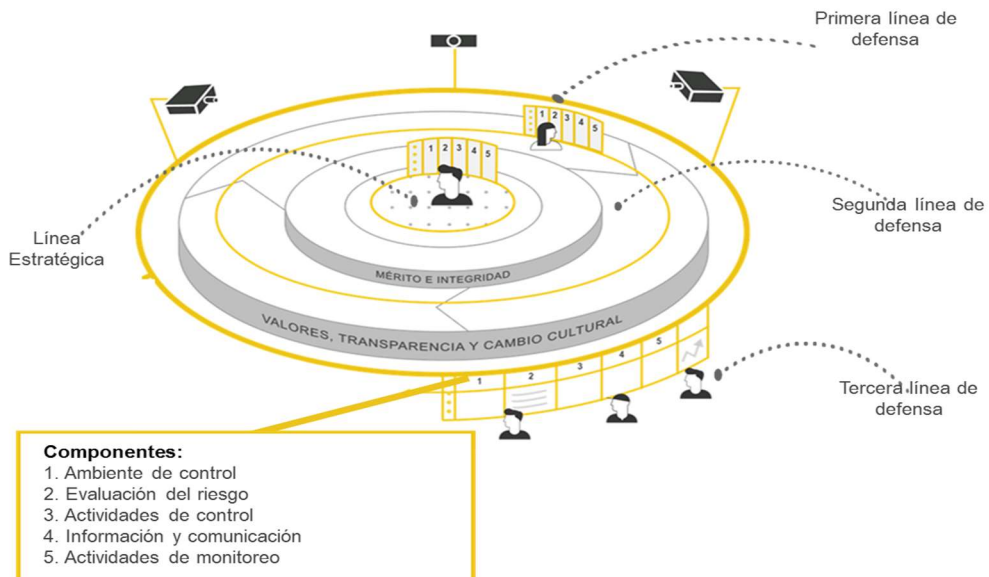 Primera línea de
defensa
1 2 3 4 5
1 2 3 4 5
Segunda línea de
defensa
Línea
Estratégica
MÉRITO E INTEGRIDAD
VALORES, TRANSPARENCIA Y CAMBIO CULTURAL
1 2 3 4 5
Tercera línea de
defensa
Componentes:
1. Ambiente de control
2. Evaluación del riesgo
3. Actividades de control
4. Información y comunicación
5. Actividades de monitoreo